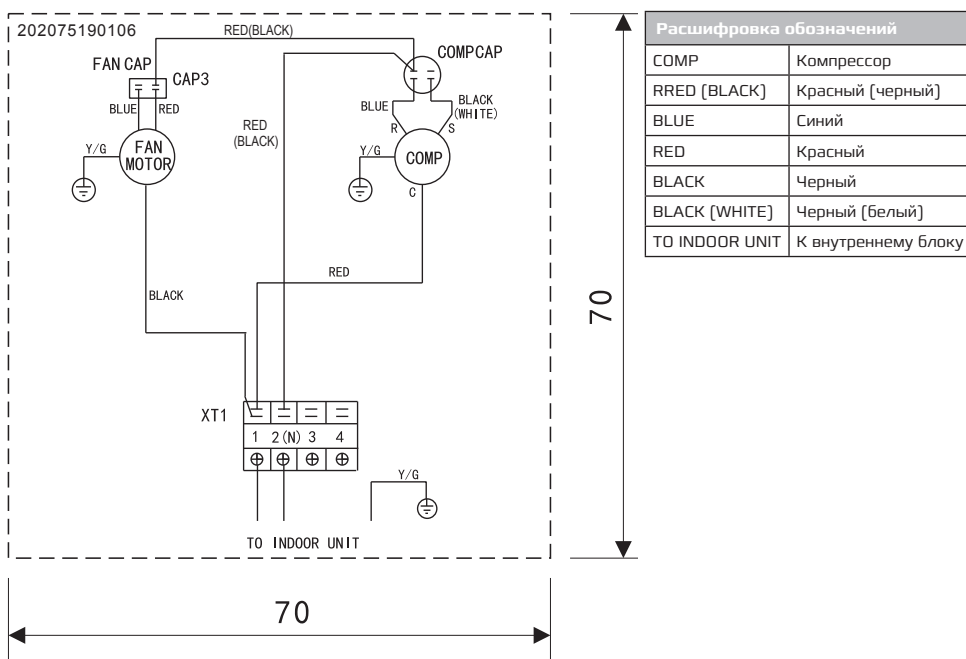 202075190106
RED(BLACK)
FAN CAP
CAP3
COMP CAP
BLUE
RED
RED
(BLACK)
BLUE
BLACK
(WHITE)
R
S
Y/G
FAN
MOTOR
Y/G
COMP
C
RED
BLACK
XT1
1 2(N) 3 4
Y/G
TO INDOOR UNIT
70
70
Расшифровка обозначений
COMP Компрессор
RRED (BLACK) Красный (черный)
BLUE Синий
RED Красный
BLACK Черный
BLACK (WHITE) Черный (белый)
TO INDOOR UNIT К внутреннему блоку